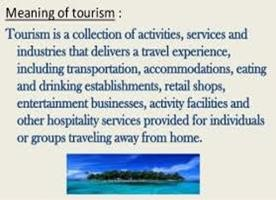 Meaning of tourism :
Tourism is a collection of activities, services and
industries that delivers a travel experience,
including transportation, accommodations, eating
and drinking establishments, retail shops,
entertainment businesses, activity facilities and
other hospitality services provided for individuals
or groups traveling away from home.